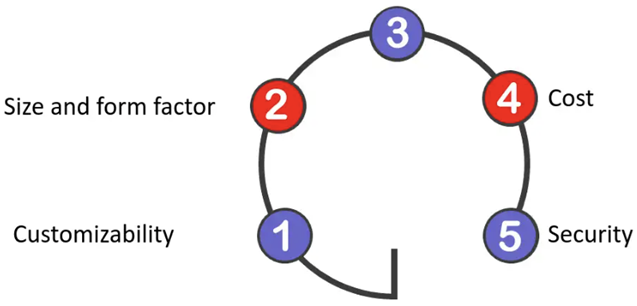 3
2
4
Size and form factor
Cost
1
5
Customizability
Security